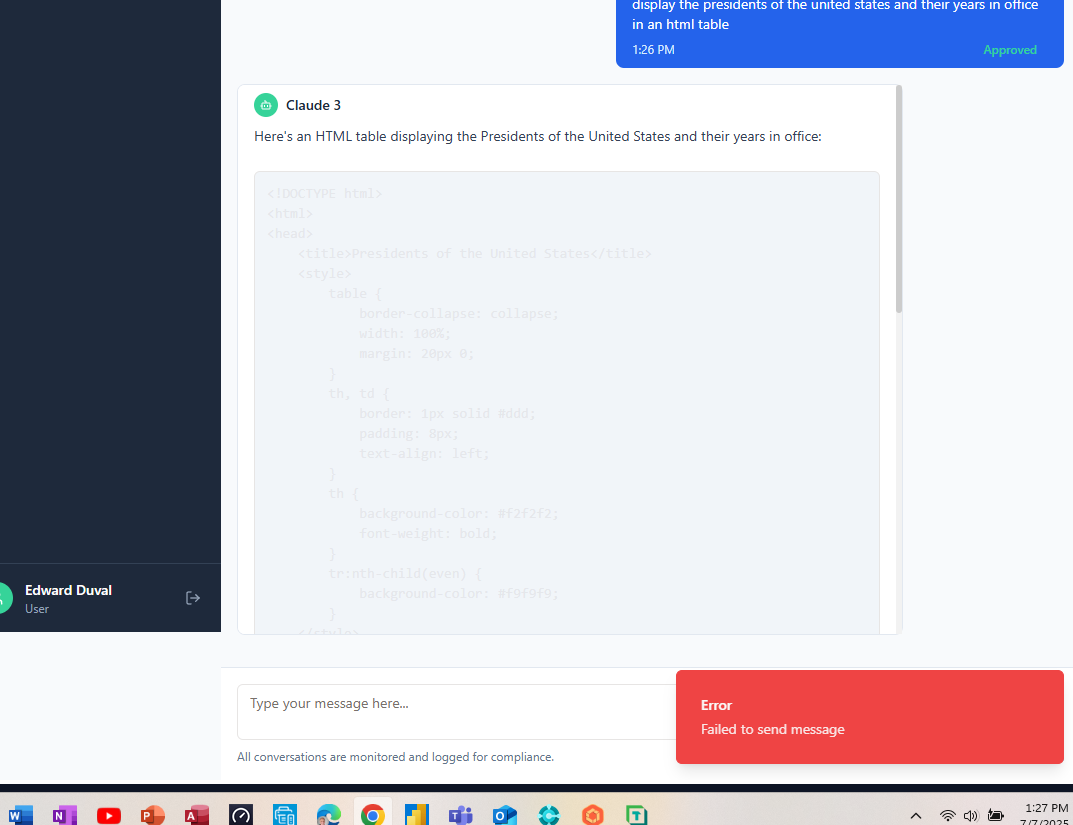 display the presidents of the united states and their years in office
in an html table
1:26 PM
Approved
Claude 3
Here's an HTML table displaying the Presidents of the United States and their years in office:
<!DOCTYPE html>
<html>
<head>
    <title>Presidents of the United States</title>
    <style>
        table {
            border-collapse: collapse;
            width: 100%;
            margin: 20px 0;
        }
        th, td {
            border: 1px solid #ddd;
            padding: 8px;
            text-align: left;
        }
        th {
            background-color: #f2f2f2;
            font-weight: bold;
        }
        tr:nth-child(even) {
            background-color: #f9f9f9;
        }
    </style>
Edward Duval
User
Type your message here...
All conversations are monitored and logged for compliance.
Error
Failed to send message
1:27 PM
7/7/2025